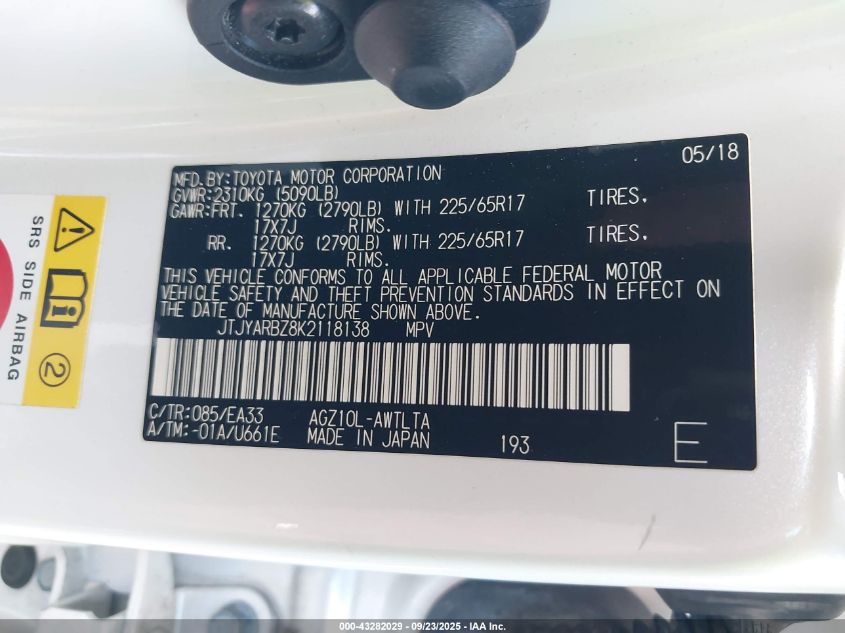 05/18
MFD.BY:TOYOTA MOTOR CORPORATION
GVWR:2310KG (5090LB)
GAWR:FRT. 1270KG (2790LB) WITH 225/65R17 TIRES.
17X7J RIMS.
RR. 1270KG (2790LB) WITH 225/65R17 TIRES.
17X7J RIMS.
THIS VEHICLE CONFORMS TO ALL APPLICABLE FEDERAL MOTOR
VEHICLE SAFETY AND THEFT PREVENTION STANDARDS IN EFFECT ON
THE DATE OF MANUFACTURE SHOWN ABOVE.
JTJYARBZ8K2118138 MPV
C/TR:085/EA33 AGZ10L-AWTLTA
A/TM:-01A/U661E MADE IN JAPAN 193 E
SRS SIDE AIRBAG
2
000-43282029 - 09/23/2025 - IAA Inc.